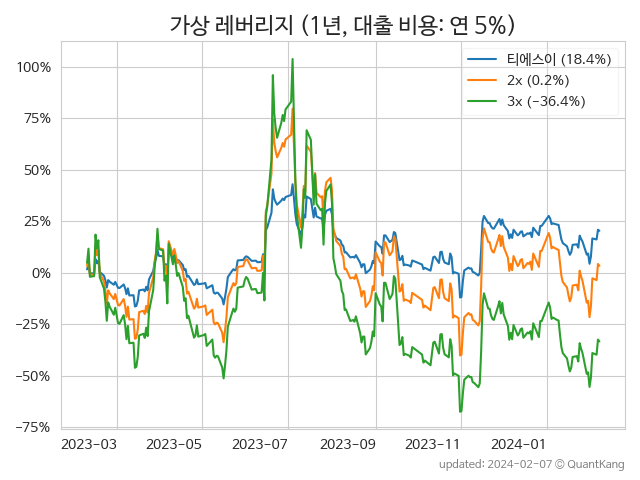 가상 레버리지 (1년, 대출 비용: 연 5%)
티에스이 (18.4%)
2x (0.2%)
3x (−36.4%)
100%
75%
50%
25%
0%
−25%
−50%
−75%
2023-03 2023-05 2023-07 2023-09 2023-11 2024-01
updated: 2024-02-07 © QuantKang